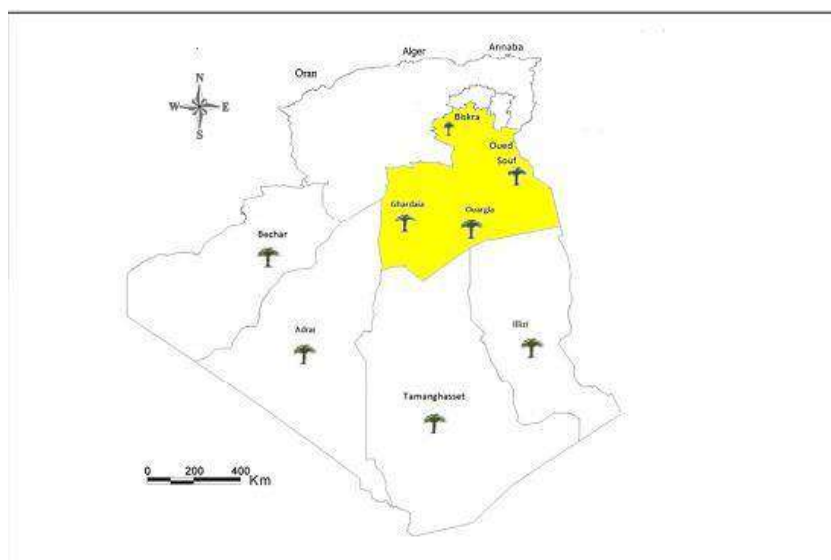 Alger
Annaba
Oran
N
W E
S
Biskra
Oued
Souf
Ghardaia
Ouargla
Bechar
Illizi
Adrar
Tamanghasset
0 200 400
Km